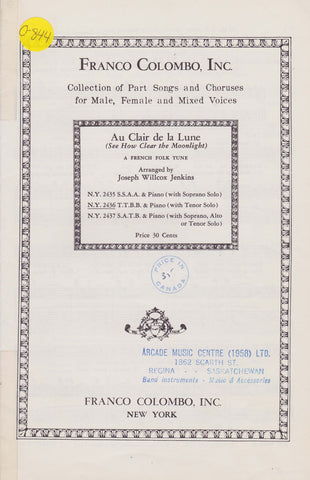 O-844
FRANCO COLOMBO, INC.
Collection of Part Songs and Choruses
for Male, Female and Mixed Voices
Au Clair de la Lune
(See How Clear the Moonlight)
A FRENCH FOLK TUNE
Arranged by
Joseph Willcox Jenkins
N.Y. 2435 S.S.A.A. & Piano (with Soprano Solo)
N.Y. 2436 T.T.B.B. & Piano (with Tenor Solo)
N.Y. 2437 S.A.T.B. & Piano (with Soprano, Alto
or Tenor Solo)
Price 30 Cents
PRICE IN
CANADA
ARCADE MUSIC CENTRE (1958) LTD.
1862 SCARTH ST.
REGINA - - SASKATCHEWAN
Band instruments - Music & Accessories
FRANCO COLOMBO, INC.
NEW YORK